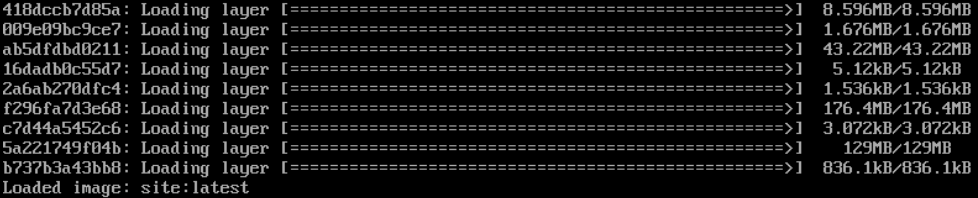 418dccb7d85a: Loading layer [==================================================>]  8.596MB/8.596MB
009e09bc9ce7: Loading layer [==================================================>]  1.676MB/1.676MB
ab5dfdbd0211: Loading layer [==================================================>]  43.22MB/43.22MB
16dadb0c55d7: Loading layer [==================================================>]   5.12kB/5.12kB
2a6ab270dfc4: Loading layer [==================================================>]  1.536kB/1.536kB
f296fa7d3e68: Loading layer [==================================================>]  176.4MB/176.4MB
c7d44a5452c6: Loading layer [==================================================>]  3.072kB/3.072kB
5a221749f04b: Loading layer [==================================================>]    129MB/129MB
b737b3a43bb8: Loading layer [==================================================>]  836.1kB/836.1kB
Loaded image: site:latest